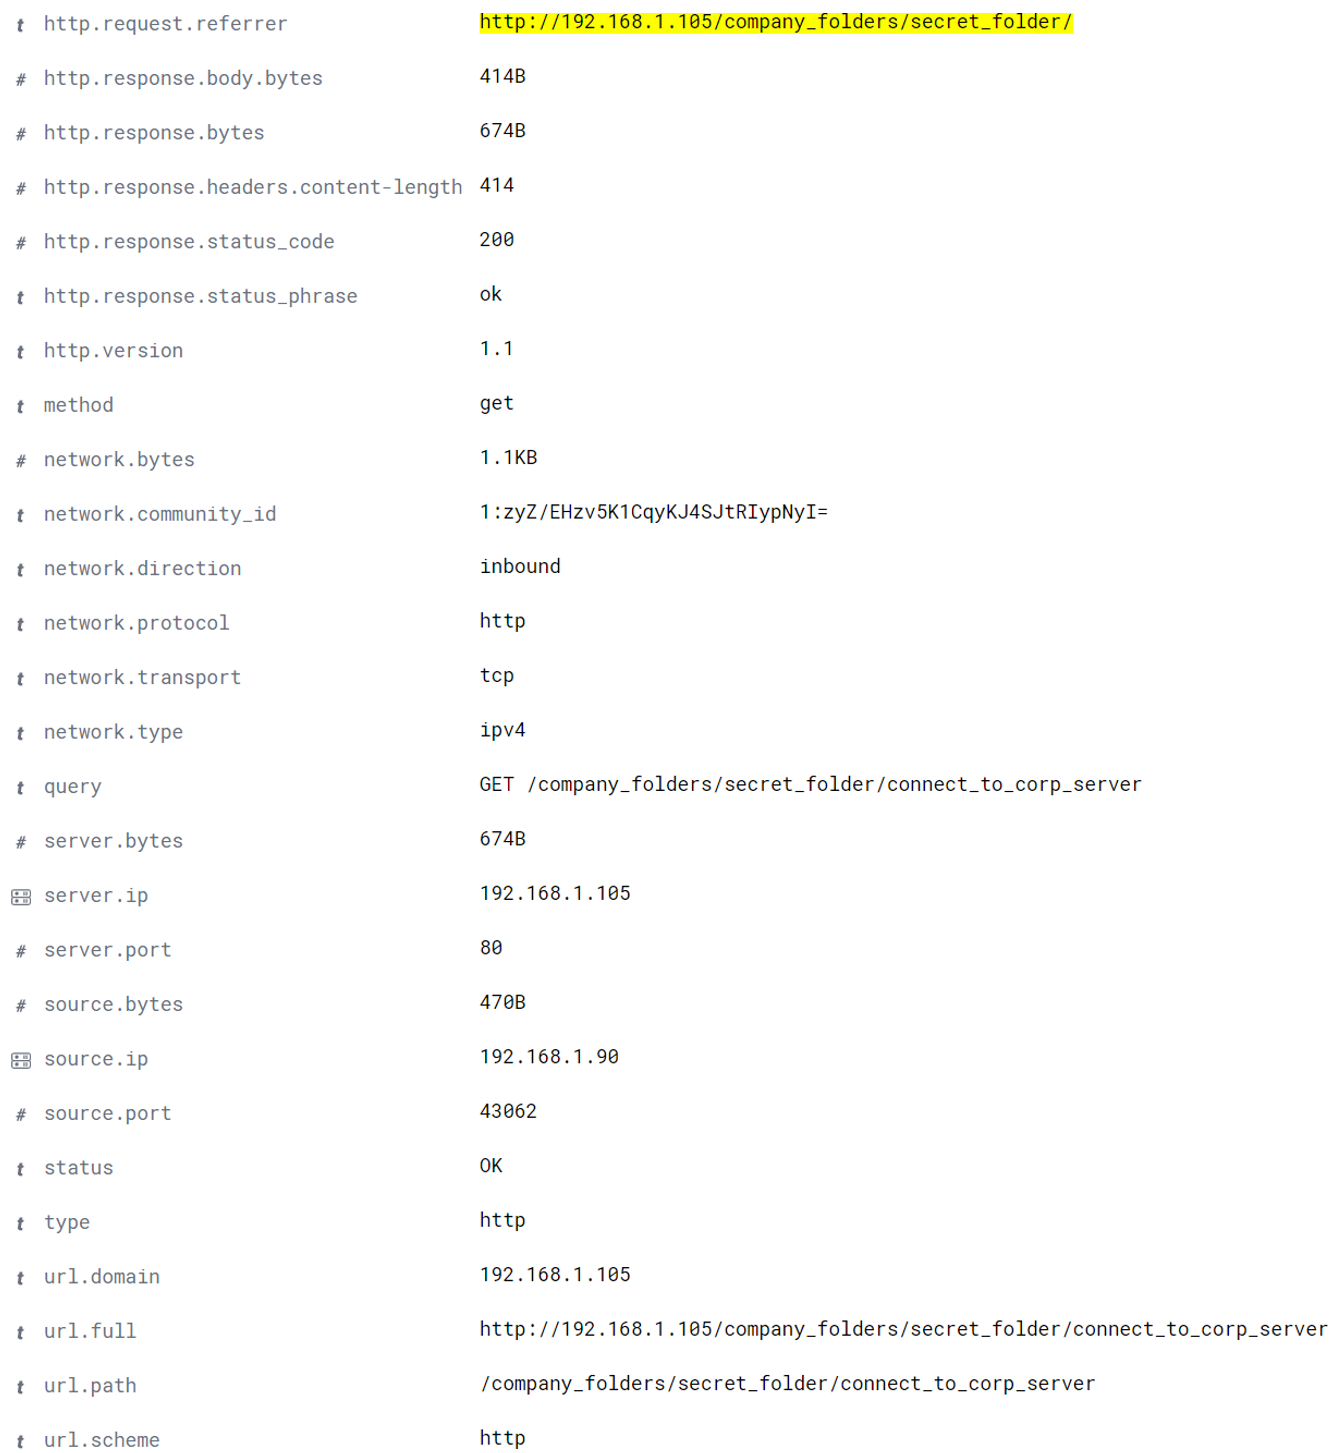 t http.request.referrer http://192.168.1.105/company_folders/secret_folder/
# http.response.body.bytes 414B
# http.response.bytes 674B
# http.response.headers.content-length 414
# http.response.status_code 200
t http.response.status_phrase ok
t http.version 1.1
t method get
# network.bytes 1.1KB
t network.community_id 1:zyZ/EHzv5K1CqyKJ4SJtRIypNyI=
t network.direction inbound
t network.protocol http
t network.transport tcp
t network.type ipv4
t query GET /company_folders/secret_folder/connect_to_corp_server
# server.bytes 674B
server.ip 192.168.1.105
# server.port 80
# source.bytes 470B
source.ip 192.168.1.90
# source.port 43062
t status OK
t type http
t url.domain 192.168.1.105
t url.full http://192.168.1.105/company_folders/secret_folder/connect_to_corp_server
t url.path /company_folders/secret_folder/connect_to_corp_server
t url.scheme http